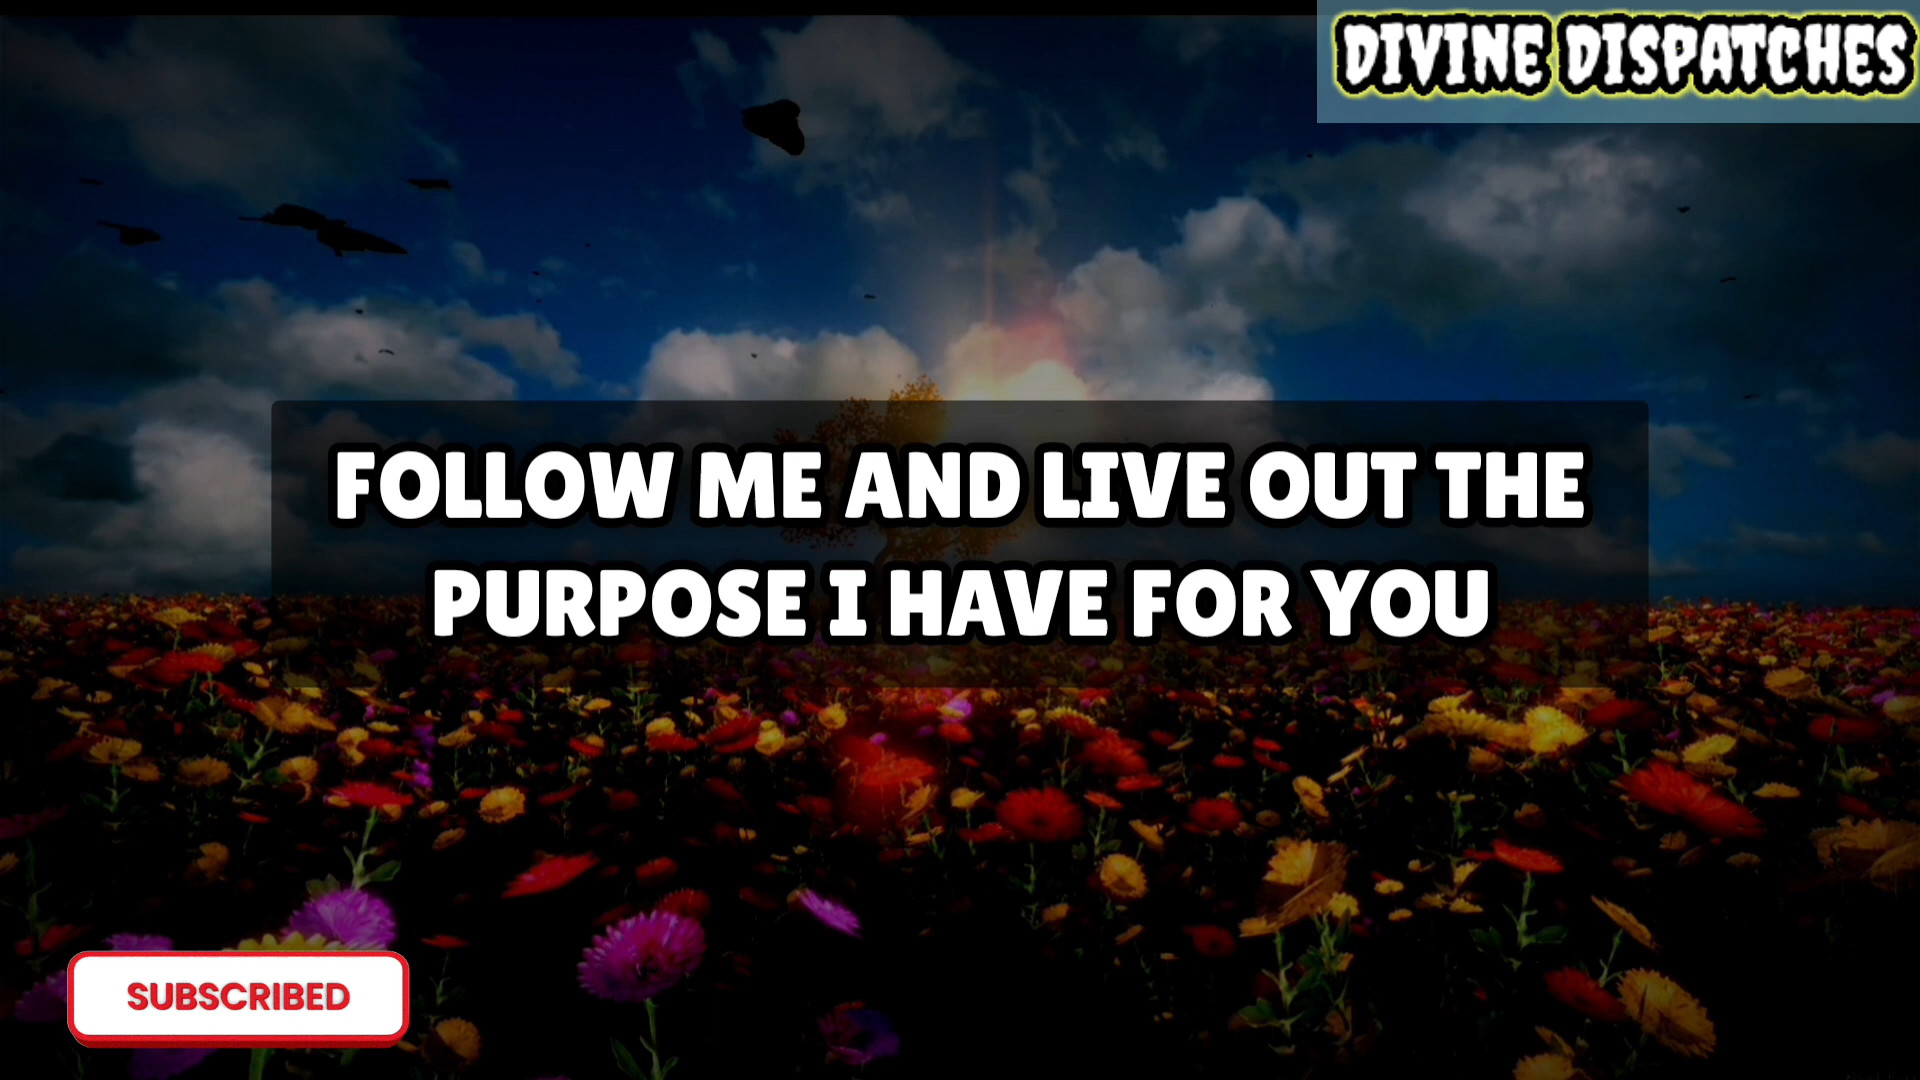 DIVINE DISPATCHES
FOLLOW ME AND LIVE OUT THE
PURPOSE I HAVE FOR YOU
SUBSCRIBED